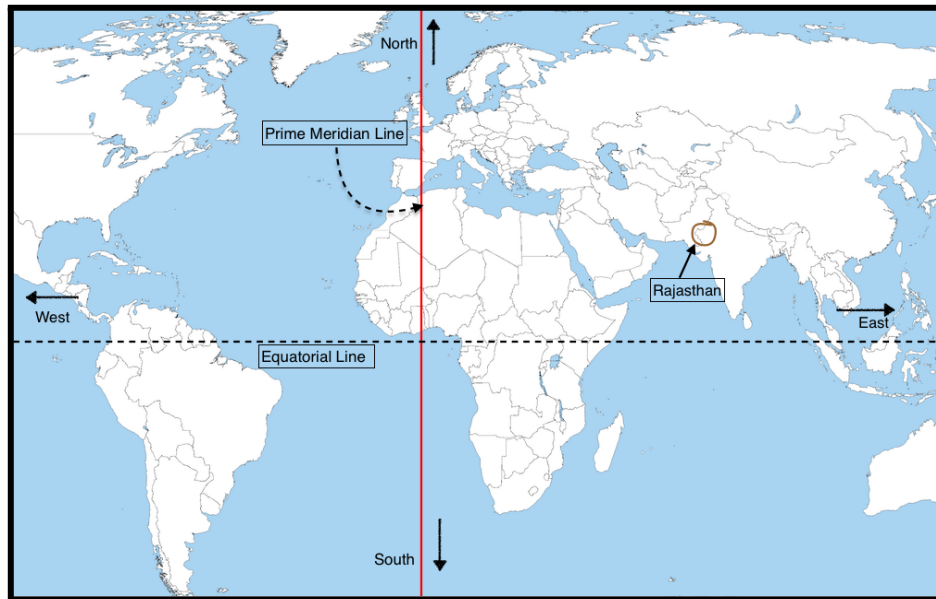 North
Prime Meridian Line
Rajasthan
West
East
Equatorial Line
South